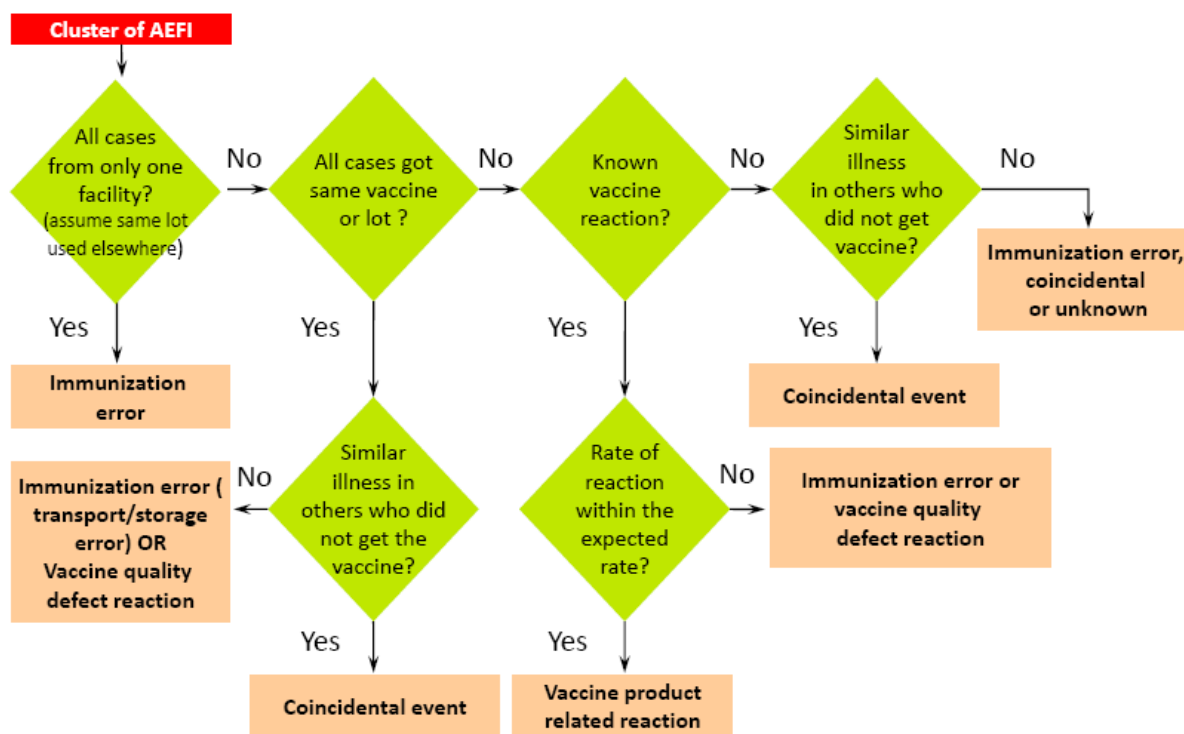 Cluster of AEFI
All cases
from only one
facility?
(assume same lot
used elsewhere)
No
All cases got
same vaccine
or lot ?
No
Known
vaccine
reaction?
No
Similar
illness
in others who
did not get
vaccine?
No
Immunization error,
coincidental
or unknown
Yes
Immunization
error
Yes
Yes
Yes
Coincidental event
Similar
illness in
others who did
not get the
vaccine?
No
Immunization error (
transport/storage
error) OR
Vaccine quality
defect reaction
Rate of
reaction
within the
expected
rate?
No
Immunization error or
vaccine quality
defect reaction
Yes
Coincidental event
Yes
Vaccine product
related reaction